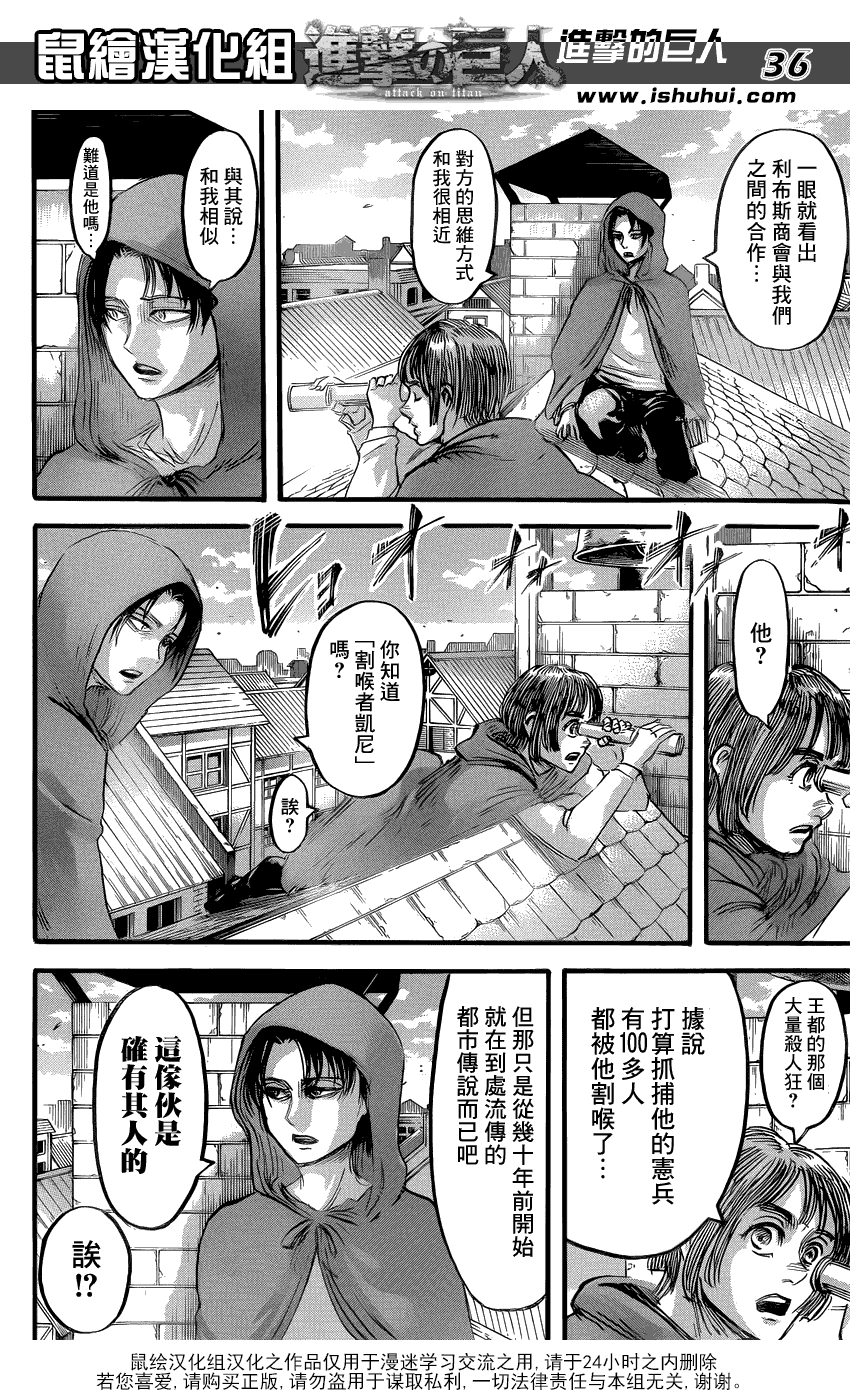 鼠繪漢化組
進撃の巨人
attack on titan
進擊的巨人
36
www.ishuhui.com
一眼就看出
利布斯商會與我們
之間的合作…
對方的思維方式
和我很相近
與其說…
和我相似
難道是他嗎…
他?
你知道
「割喉者凱尼」
嗎?
誒?
王都的那個
大量殺人狂?
據說
打算抓捕他的憲兵
有100多人
都被他割喉了…
但那只是從幾十年前開始
就在到處流傳的
都市傳說而已吧
這傢伙是
確有其人的
誒!?
鼠绘汉化组汉化之作品仅用于漫迷学习交流之用, 请于24小时之内删除
若您喜爱, 请购买正版, 请勿盗用于谋取私利, 一切法律责任与本组无关, 谢谢。